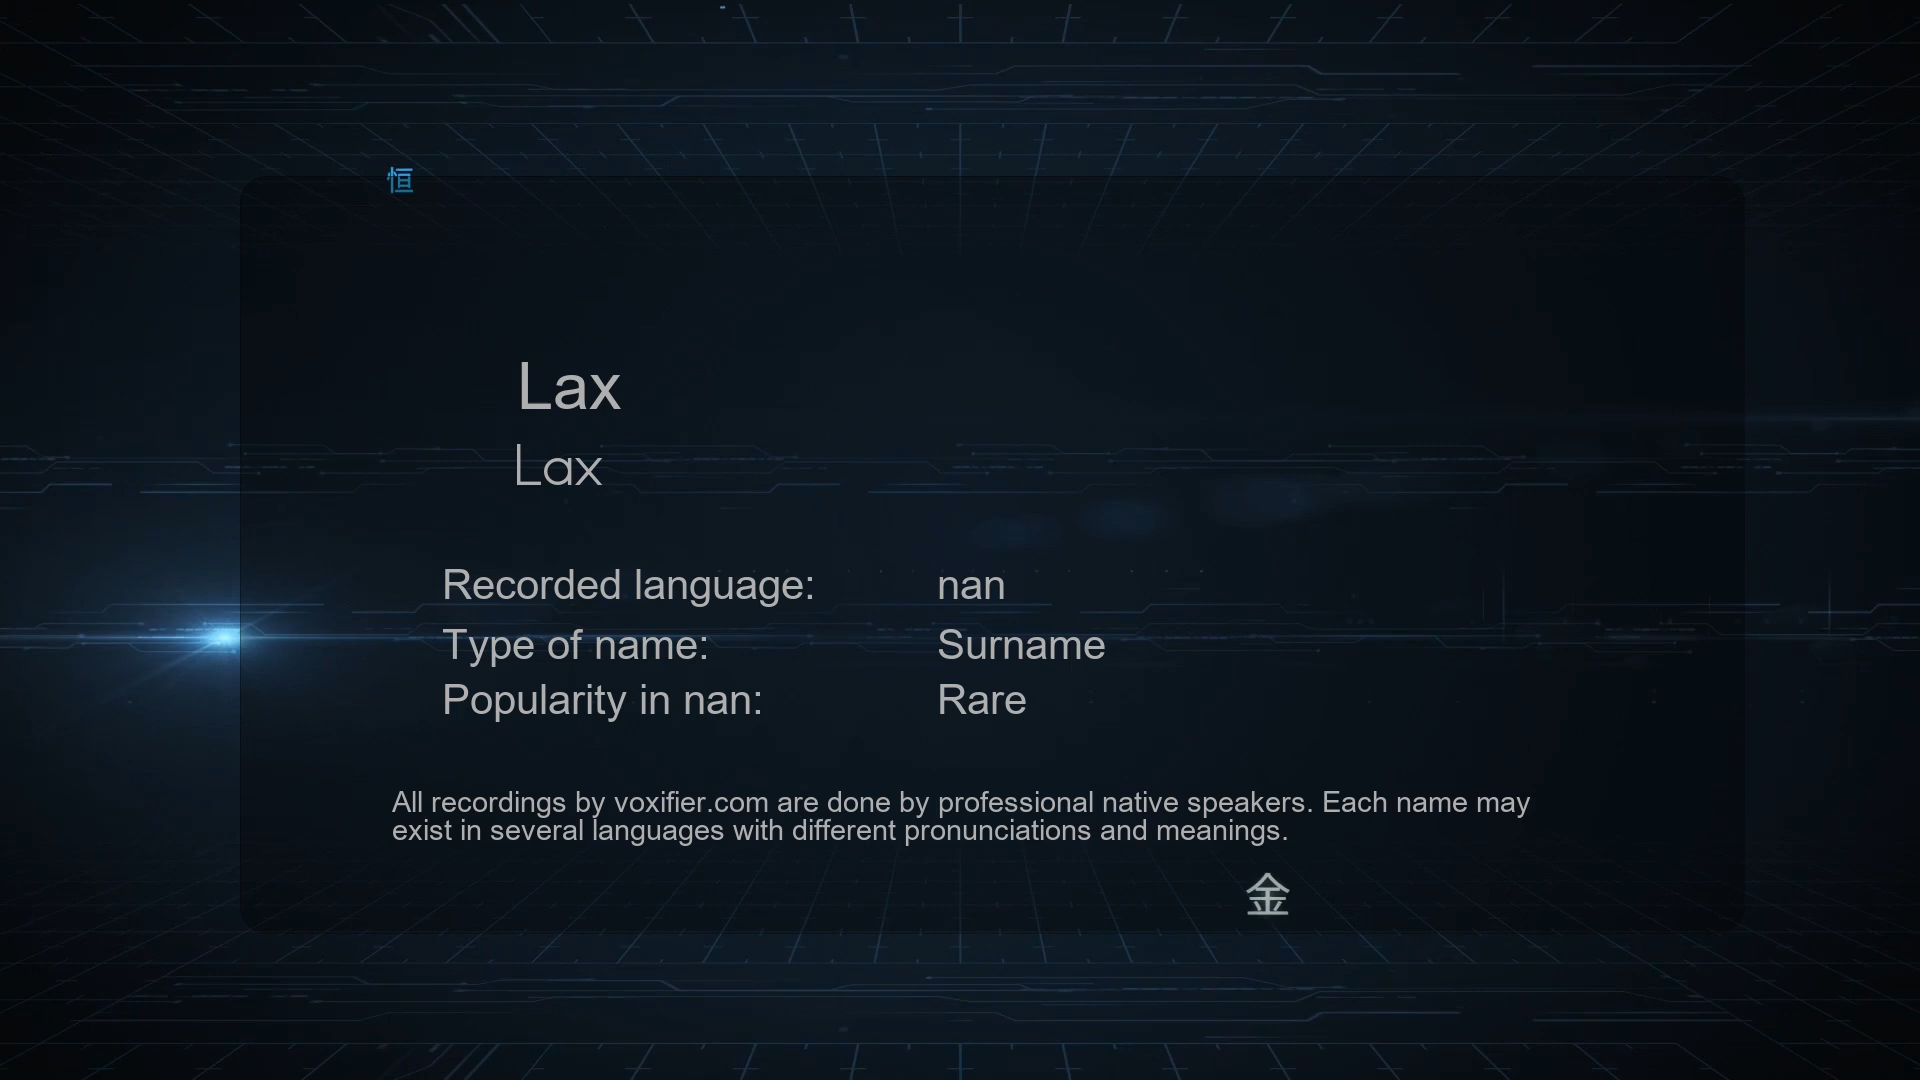 恒
Lax
Lax
Recorded language: nan
Type of name: Surname
Popularity in nan: Rare
All recordings by voxifier.com are done by professional native speakers. Each name may
exist in several languages with different pronunciations and meanings.
金